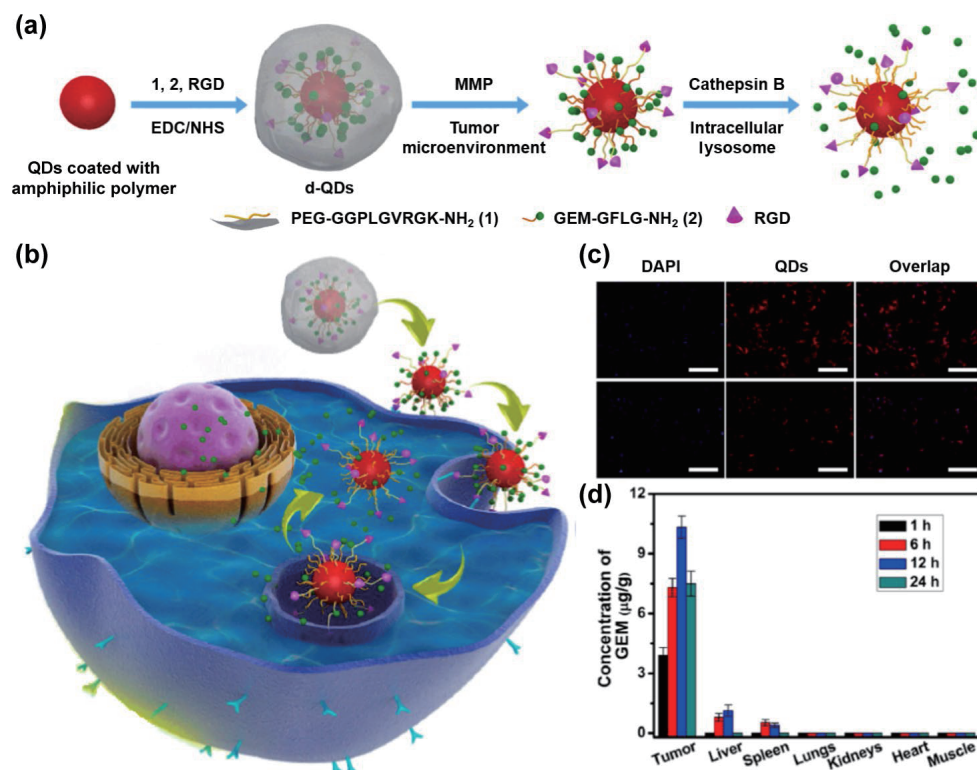 (a)
1, 2, RGD
EDC/NHS
MMP
Tumor
microenvironment
Cathepsin B
Intracellular
lysosome
QDs coated with
amphiphilic polymer
d-QDs
PEG-GGPLGVRGK-NH₂ (1)
GEM-GFLG-NH₂ (2)
RGD
(b)
(c)
DAPI
QDs
Overlap
(d)
Concentration of
GEM (μg/g)
12
9
6
3
0
1 h
6 h
12 h
24 h
Tumor
Liver
Spleen
Lungs
Kidneys
Heart
Muscle